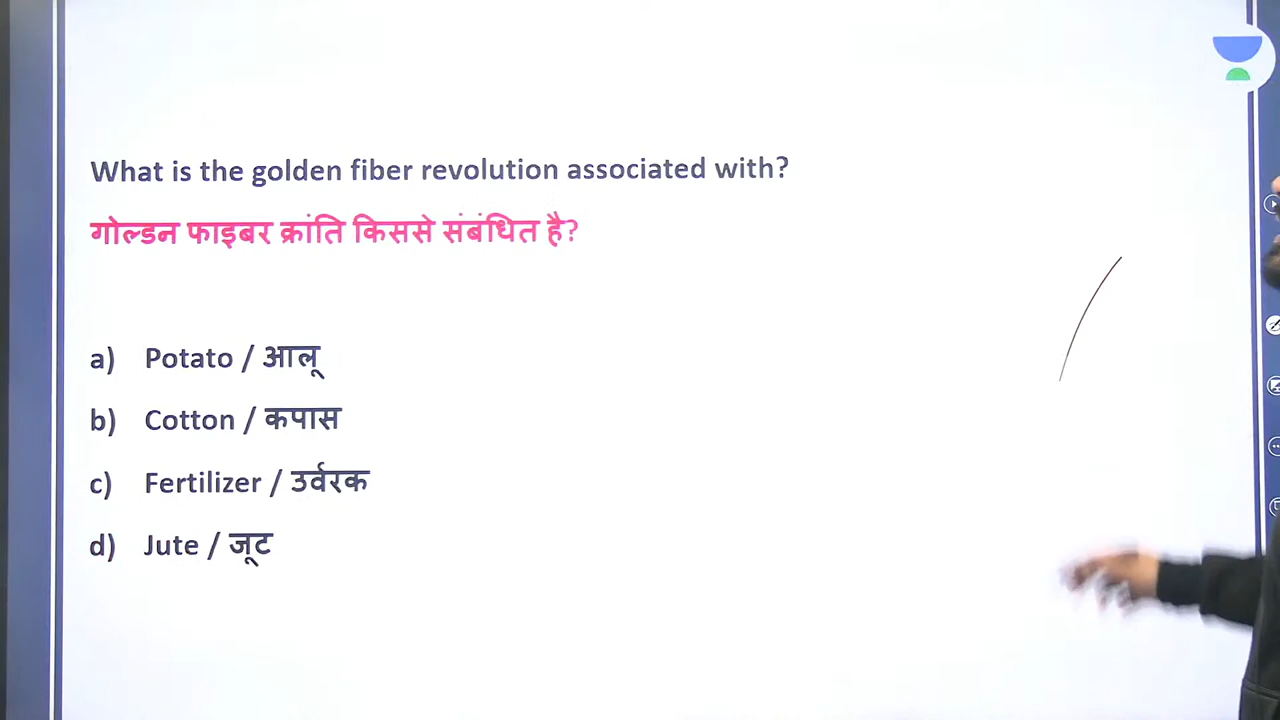 What is the golden fiber revolution associated with?
गोल्डन फाइबर क्रांति किससे संबंधित है?
a) Potato / आलू
b) Cotton / कपास
c) Fertilizer / उर्वरक
d) Jute / जूट